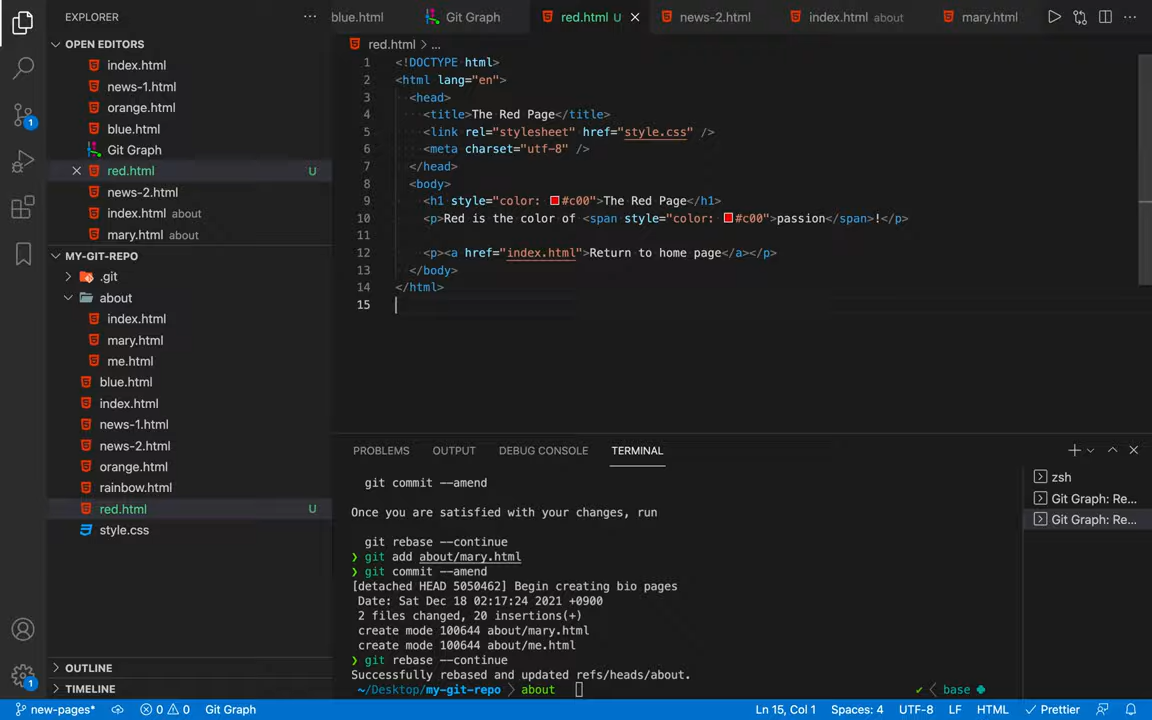 EXPLORER
OPEN EDITORS
index.html
news-1.html
orange.html
blue.html
Git Graph
red.html U
news-2.html
index.html about
mary.html about
MY-GIT-REPO
.git
about
index.html
mary.html
me.html
blue.html
index.html
news-1.html
news-2.html
orange.html
rainbow.html
red.html U
style.css
OUTLINE
TIMELINE
1
1
blue.html Git Graph red.html U news-2.html index.html about mary.html
red.html > ...
1 <!DOCTYPE html>
2 <html lang="en">
3 <head>
4 <title>The Red Page</title>
5 <link rel="stylesheet" href="style.css" />
6 <meta charset="utf-8" />
7 </head>
8 <body>
9 <h1 style="color: #c00">The Red Page</h1>
10 <p>Red is the color of <span style="color: #c00">passion</span>!</p>
11
12 <p><a href="index.html">Return to home page</a></p>
13 </body>
14 </html>
15
PROBLEMS OUTPUT DEBUG CONSOLE TERMINAL
git commit --amend
Once you are satisfied with your changes, run
git rebase --continue
❯ git add about/mary.html
❯ git commit --amend
[detached HEAD 5050462] Begin creating bio pages
Date: Sat Dec 18 02:17:24 2021 +0900
2 files changed, 20 insertions(+)
create mode 100644 about/mary.html
create mode 100644 about/me.html
❯ git rebase --continue
Successfully rebased and updated refs/heads/about.
~/Desktop/my-git-repo about
✔ base
zsh
Git Graph: Re...
Git Graph: Re...
new-pages* 0 0 Git Graph Ln 15, Col 1 Spaces: 4 UTF-8 LF HTML Prettier